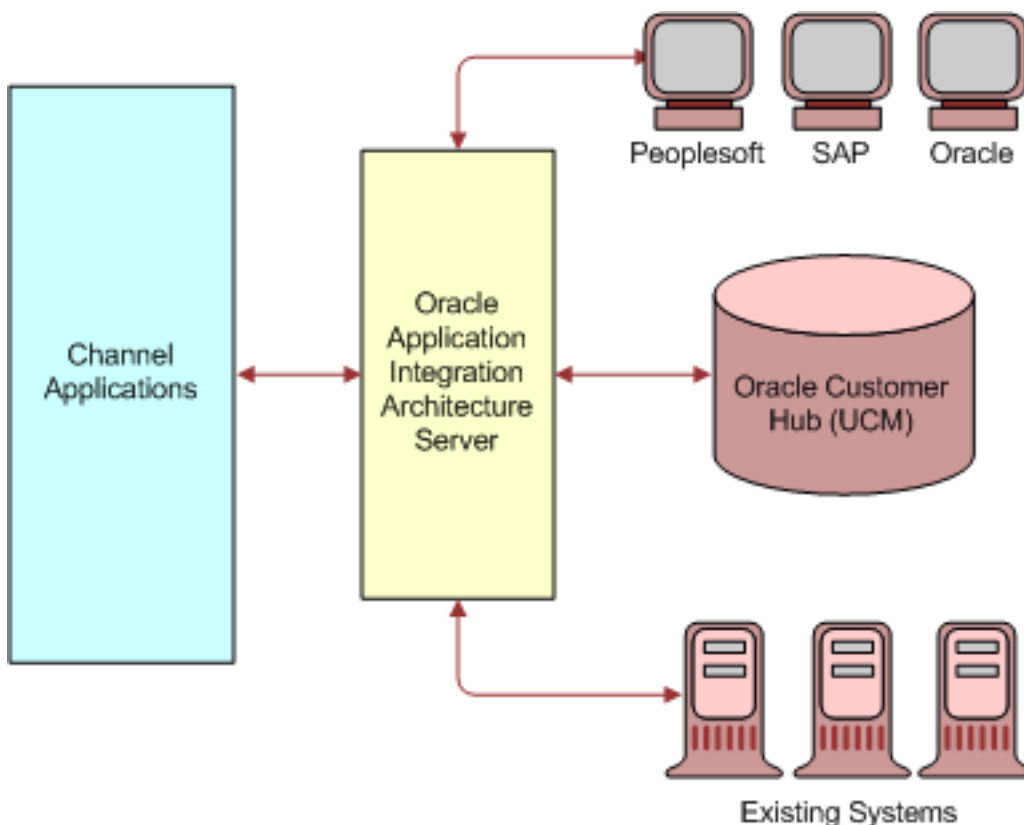 Peoplesoft
SAP
Oracle
Channel
Applications
Oracle
Application
Integration
Architecture
Server
Oracle Customer
Hub (UCM)
Existing Systems